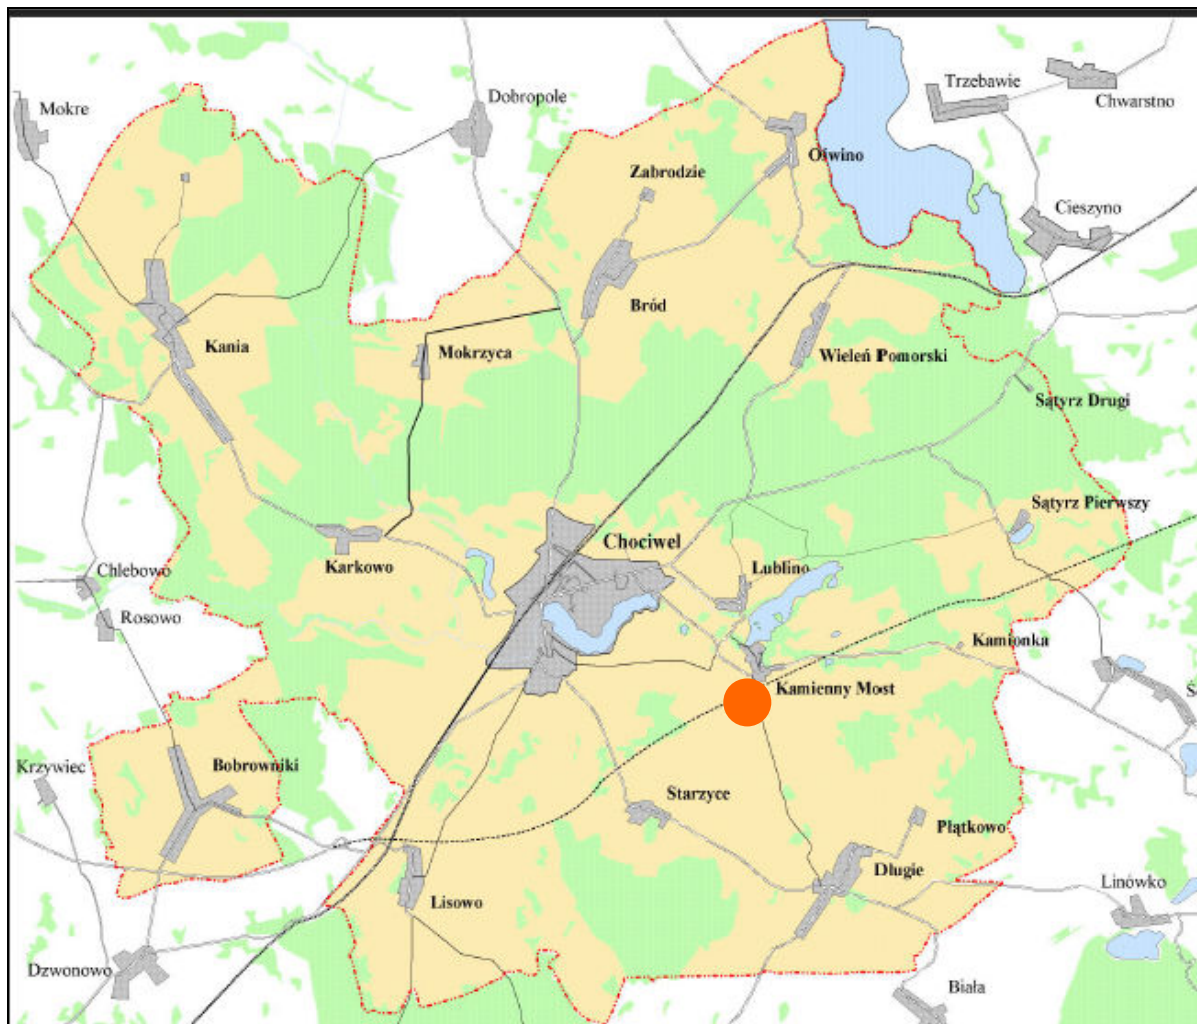 Trzebawie
Chwarstno
Mokre
Dobropole
Oświno
Zabrodzie
Cieszyno
Bród
Kania
Mokrzyca
Wieleń Pomorski
Sątyrz Drugi
Sątyrz Pierwszy
Chociwel
Karkowo
Lublino
Chlebowo
Rosowo
Kamionka
Kamienny Most
Krzywiec
Bobrowniki
Starzyce
Płątkowo
Długie
Linówko
Lisowo
Dzwonowo
Biała